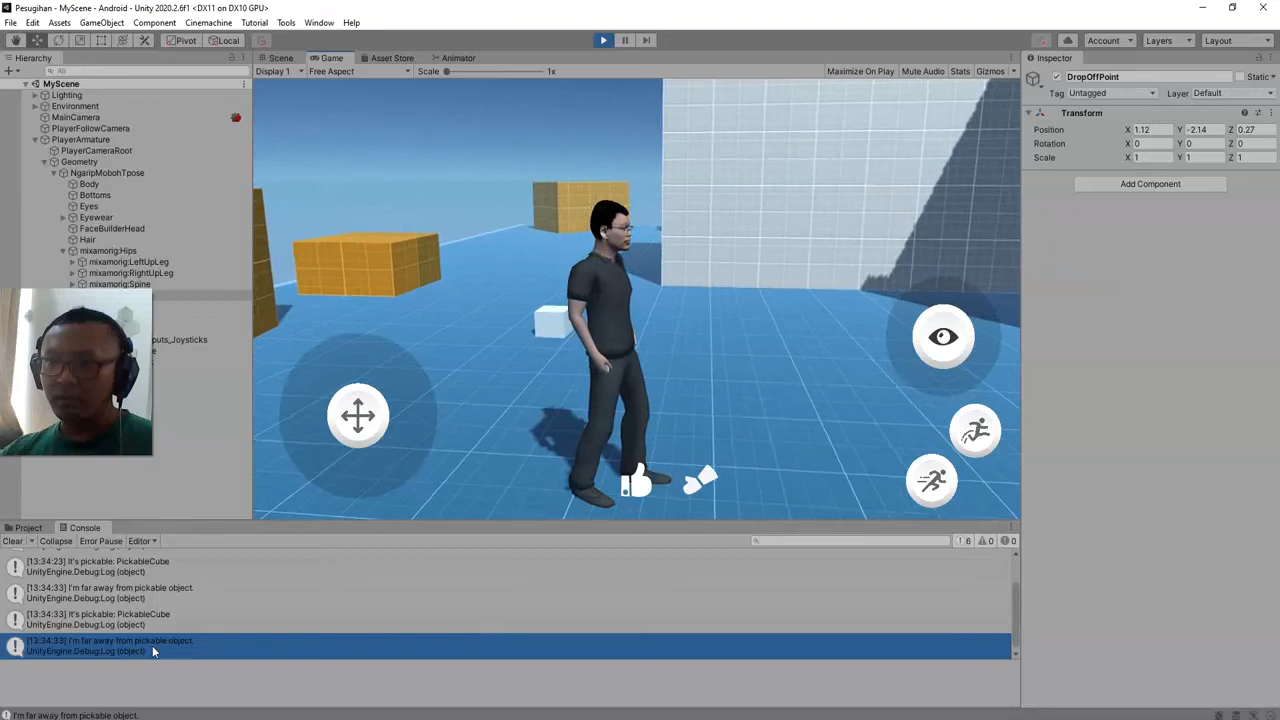 Pesugihan - MyScene - Android - Unity 2020.2.6f1 <DX11 on DX10 GPU>
File Edit Assets GameObject Component Cinemachine Tutorial Tools Window Help
Pivot Local Account Layers Layout
Hierarchy Scene Game Asset Store Animator Inspector
All Display 1 Free Aspect Scale 1x Maximize On Play Mute Audio Stats Gizmos
DropOffPoint Static
MyScene
Tag Untagged Layer Default
Lighting
Environment
MainCamera
PlayerFollowCamera
PlayerArmature
PlayerCameraRoot
Geometry
NgaripMobohTpose
Body
Bottoms
Eyes
Eyewear
FaceBuilderHead
Hair
mixamorig:Hips
mixamorig:LeftUpLeg
mixamorig:RightUpLeg
mixamorig:Spine
puts_Joysticks
Transform
Position X 1.12 Y -2.14 Z 0.27
Rotation X 0 Y 0 Z 0
Scale X 1 Y 1 Z 1
Add Component
Project Console
Clear Collapse Error Pause Editor 6 0 0
[13:34:23] It's pickable: PickableCube
UnityEngine.Debug:Log (object)
[13:34:33] I'm far away from pickable object.
UnityEngine.Debug:Log (object)
[13:34:33] It's pickable: PickableCube
UnityEngine.Debug:Log (object)
[13:34:33] I'm far away from pickable object.
UnityEngine.Debug:Log (object)
I'm far away from pickable object.